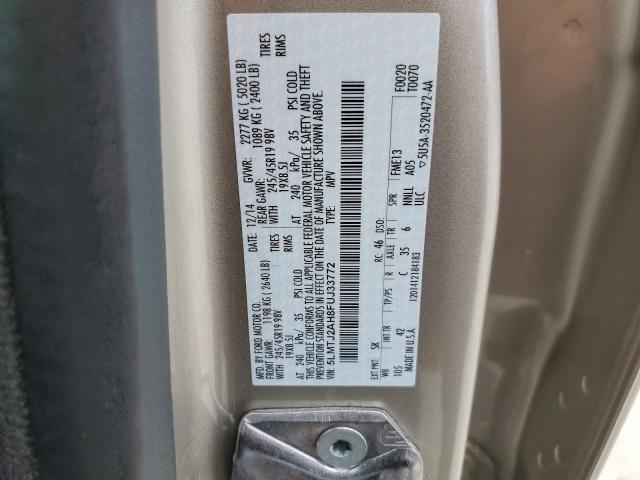 MFD. BY FORD MOTOR CO.
DATE: 12/14 GVWR: 2277 KG ( 5020 LB)
FRONT GAWR: 1198 KG ( 2640 LB) REAR GAWR: 1089 KG ( 2400 LB)
WITH 245/45R19 98V TIRES WITH 245/45R19 98V TIRES
19X8.5J RIMS 19X8.5J RIMS
AT 240 kPa/ 35 PSI COLD AT 240 kPa/ 35 PSI COLD
THIS VEHICLE CONFORMS TO ALL APPLICABLE FEDERAL MOTOR VEHICLE SAFETY AND THEFT
PREVENTION STANDARDS IN EFFECT ON THE DATE OF MANUFACTURE SHOWN ABOVE.
VIN: 5LMTJ2AH8FUJ33772 TYPE: MPV
F0020
T0070
EXT PNT: SK RC: 46 DSO: FME13
WB INT TR TP/PS R AXLE TR SPR
105 42 C 35 6 NNLL A05
ULC
MADE IN U.S.A.
1201412184183
5U5A-3520472-AA